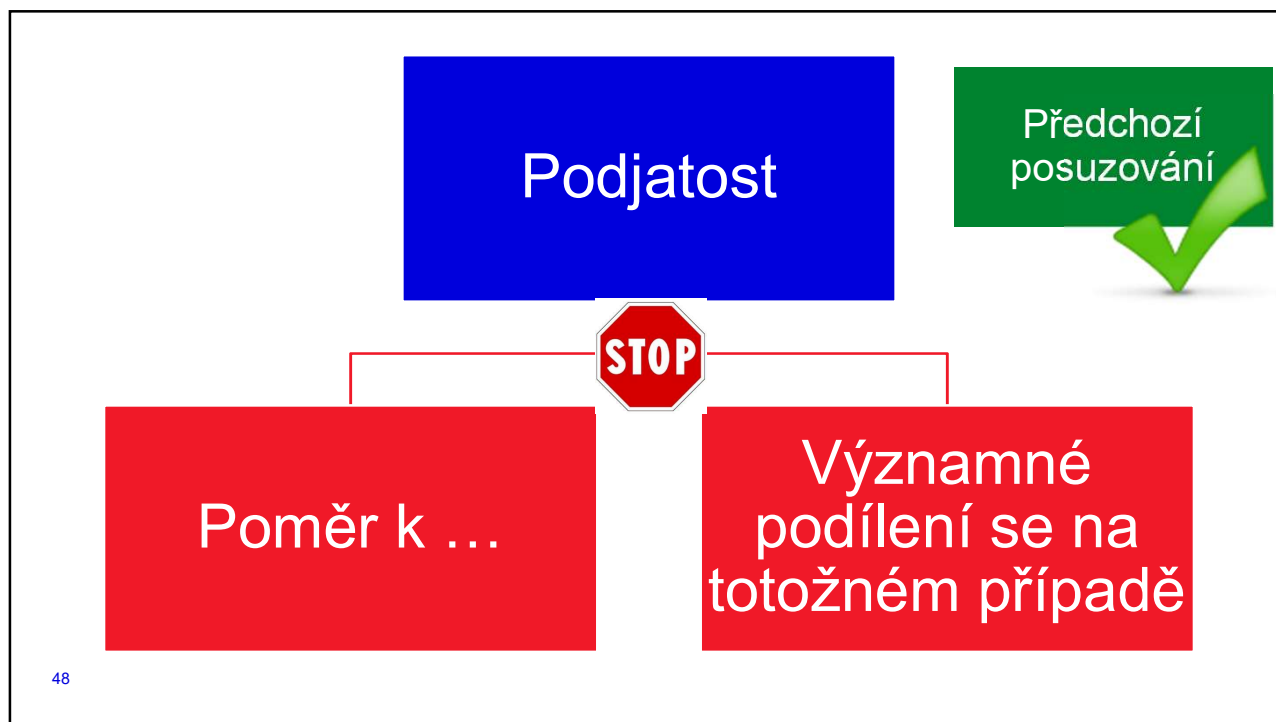 Podjatost
Předchozí
posuzování
STOP
Poměr k …
Významné
podílení se na
totožném případě
48